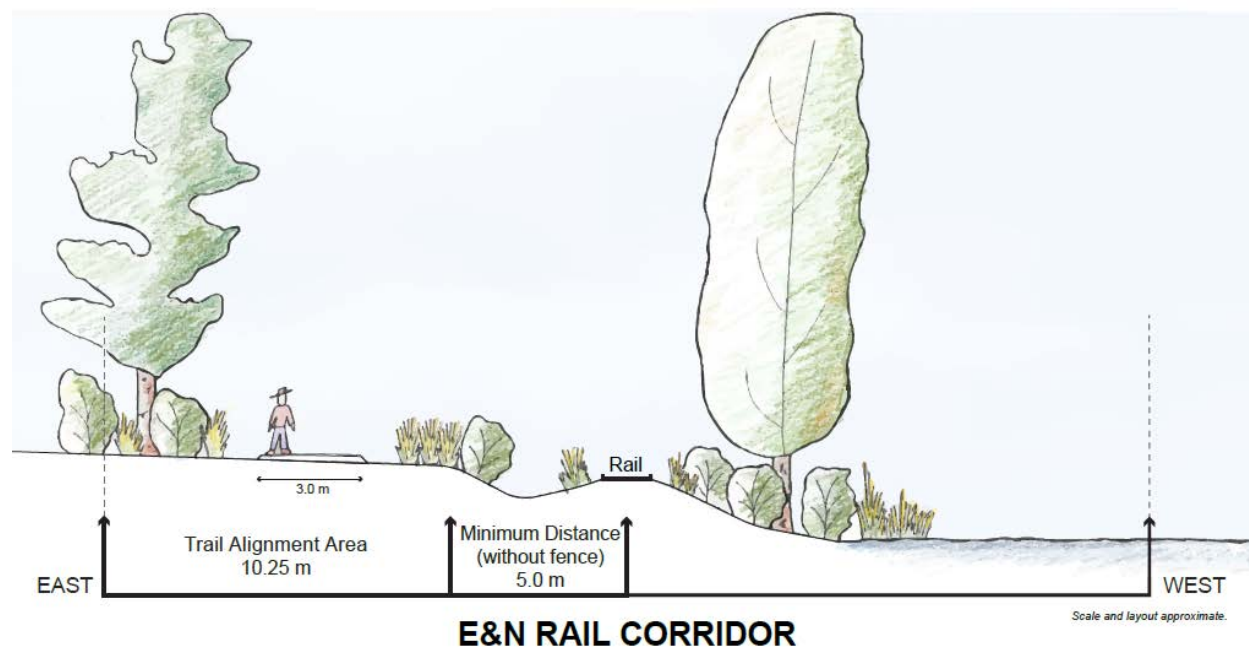 Rail
3.0 m
Trail Alignment Area
10.25 m
Minimum Distance
(without fence)
5.0 m
EAST
WEST
Scale and layout approximate.
E&N RAIL CORRIDOR